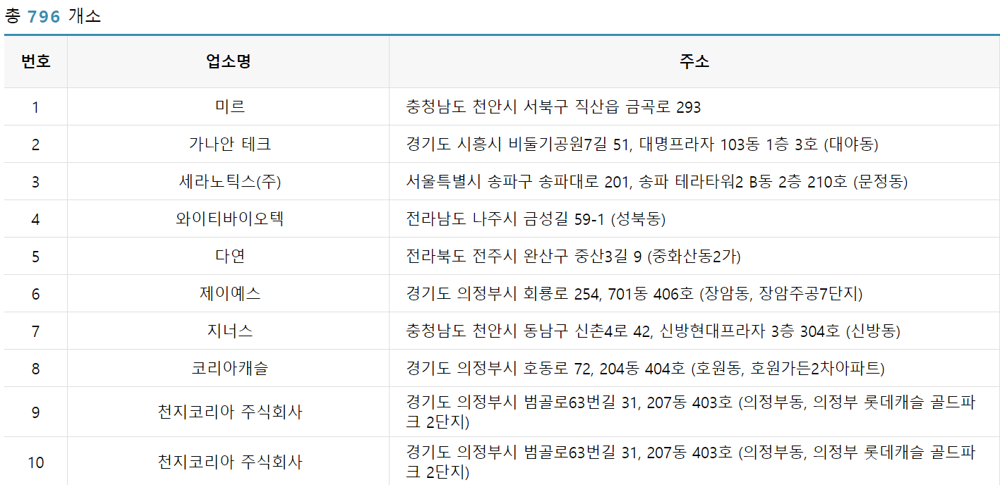 총 796 개소
번호 업소명 주소
1 미르 충청남도 천안시 서북구 직산읍 금곡로 293
2 가나안 테크 경기도 시흥시 비둘기공원7길 51, 대명프라자 103동 1층 3호 (대야동)
3 세라노틱스(주) 서울특별시 송파구 송파대로 201, 송파 테라타워2 B동 2층 210호 (문정동)
4 와이티바이오텍 전라남도 나주시 금성길 59-1 (성북동)
5 다연 전라북도 전주시 완산구 중산3길 9 (중화산동2가)
6 제이예스 경기도 의정부시 회룡로 254, 701동 406호 (장암동, 장암주공7단지)
7 지너스 충청남도 천안시 동남구 신촌4로 42, 신방현대프라자 3층 304호 (신방동)
8 코리아캐슬 경기도 의정부시 호동로 72, 204동 404호 (호원동, 호원가든2차아파트)
9 천지코리아 주식회사 경기도 의정부시 범골로63번길 31, 207동 403호 (의정부동, 의정부 롯데캐슬 골드파
크 2단지)
10 천지코리아 주식회사 경기도 의정부시 범골로63번길 31, 207동 403호 (의정부동, 의정부 롯데캐슬 골드파
크 2단지)